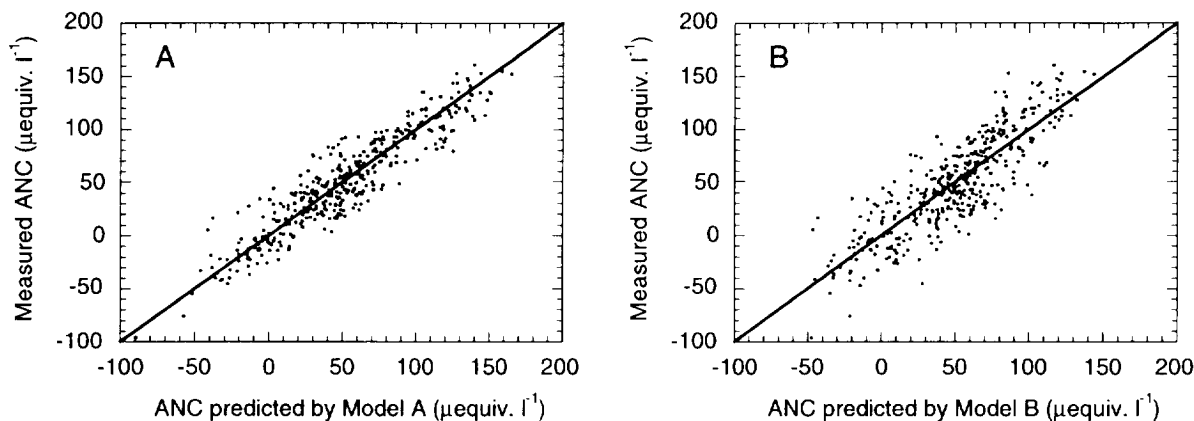 A
200
150
100
50
0
-50
-100
Measured ANC (µequiv. l⁻¹)
-100 -50 0 50 100 150 200
ANC predicted by Model A (µequiv. l⁻¹)
B
200
150
100
50
0
-50
-100
Measured ANC (µequiv. l⁻¹)
-100 -50 0 50 100 150 200
ANC predicted by Model B (µequiv. l⁻¹)